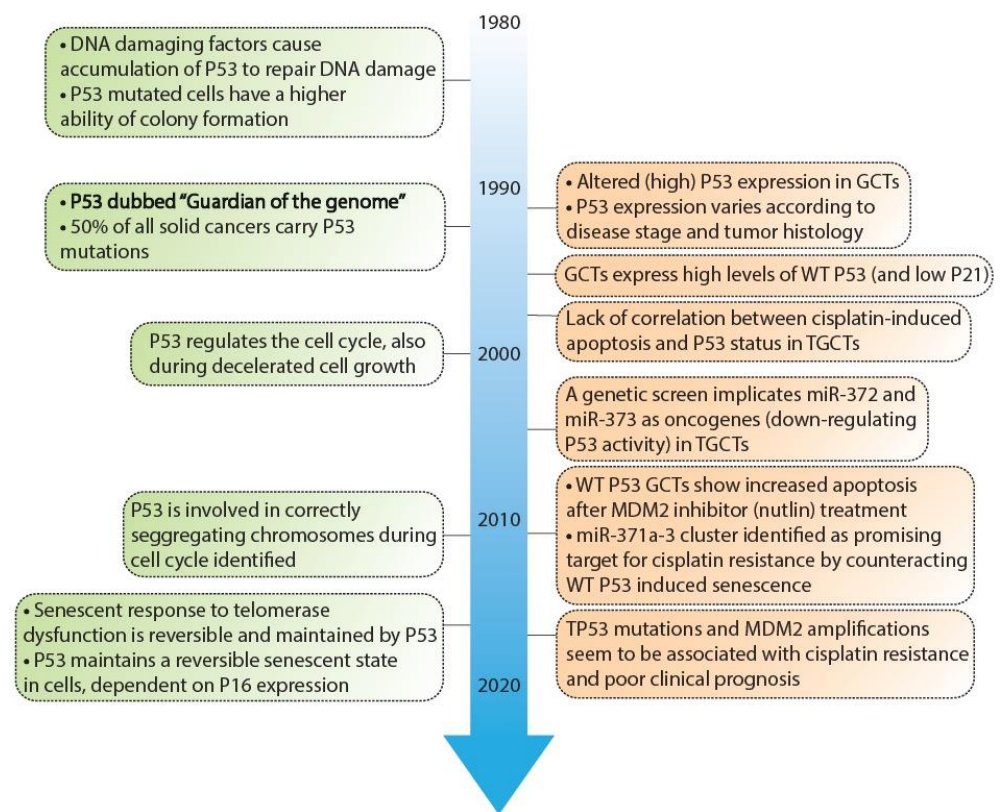 1980
• DNA damaging factors cause
accumulation of P53 to repair DNA damage
• P53 mutated cells have a higher
ability of colony formation
1990
• P53 dubbed “Guardian of the genome”
• 50% of all solid cancers carry P53
mutations
• Altered (high) P53 expression in GCTs
• P53 expression varies according to
disease stage and tumor histology
GCTs express high levels of WT P53 (and low P21)
Lack of correlation between cisplatin-induced
apoptosis and P53 status in TGCTs
P53 regulates the cell cycle, also
during decelerated cell growth
2000
A genetic screen implicates miR-372 and
miR-373 as oncogenes (down-regulating
P53 activity) in TGCTs
P53 is involved in correctly
seggregating chromosomes during
cell cycle identified
2010
• WT P53 GCTs show increased apoptosis
after MDM2 inhibitor (nutlin) treatment
• miR-371a-3 cluster identified as promising
target for cisplatin resistance by counteracting
WT P53 induced senescence
• Senescent response to telomerase
dysfunction is reversible and maintained by P53
• P53 maintains a reversible senescent state
in cells, dependent on P16 expression
TP53 mutations and MDM2 amplifications
seem to be associated with cisplatin resistance
and poor clinical prognosis
2020